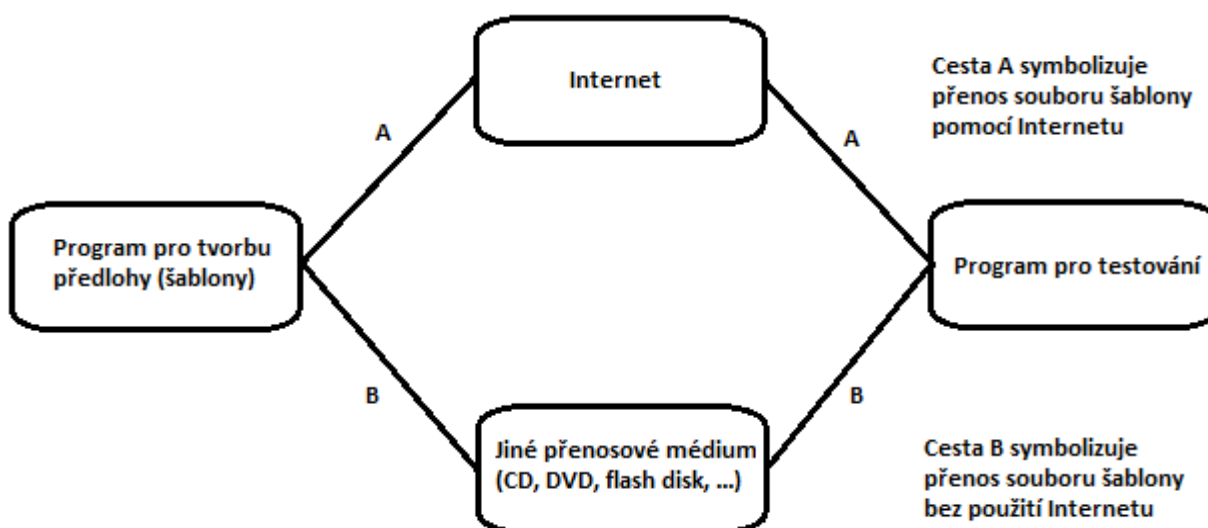 Internet
Cesta A symbolizuje
přenos souboru šablony
pomocí Internetu
A
A
Program pro tvorbu
předlohy (šablony)
Program pro testování
B
B
Jiné přenosové médium
(CD, DVD, flash disk, ...)
Cesta B symbolizuje
přenos souboru šablony
bez použití Internetu